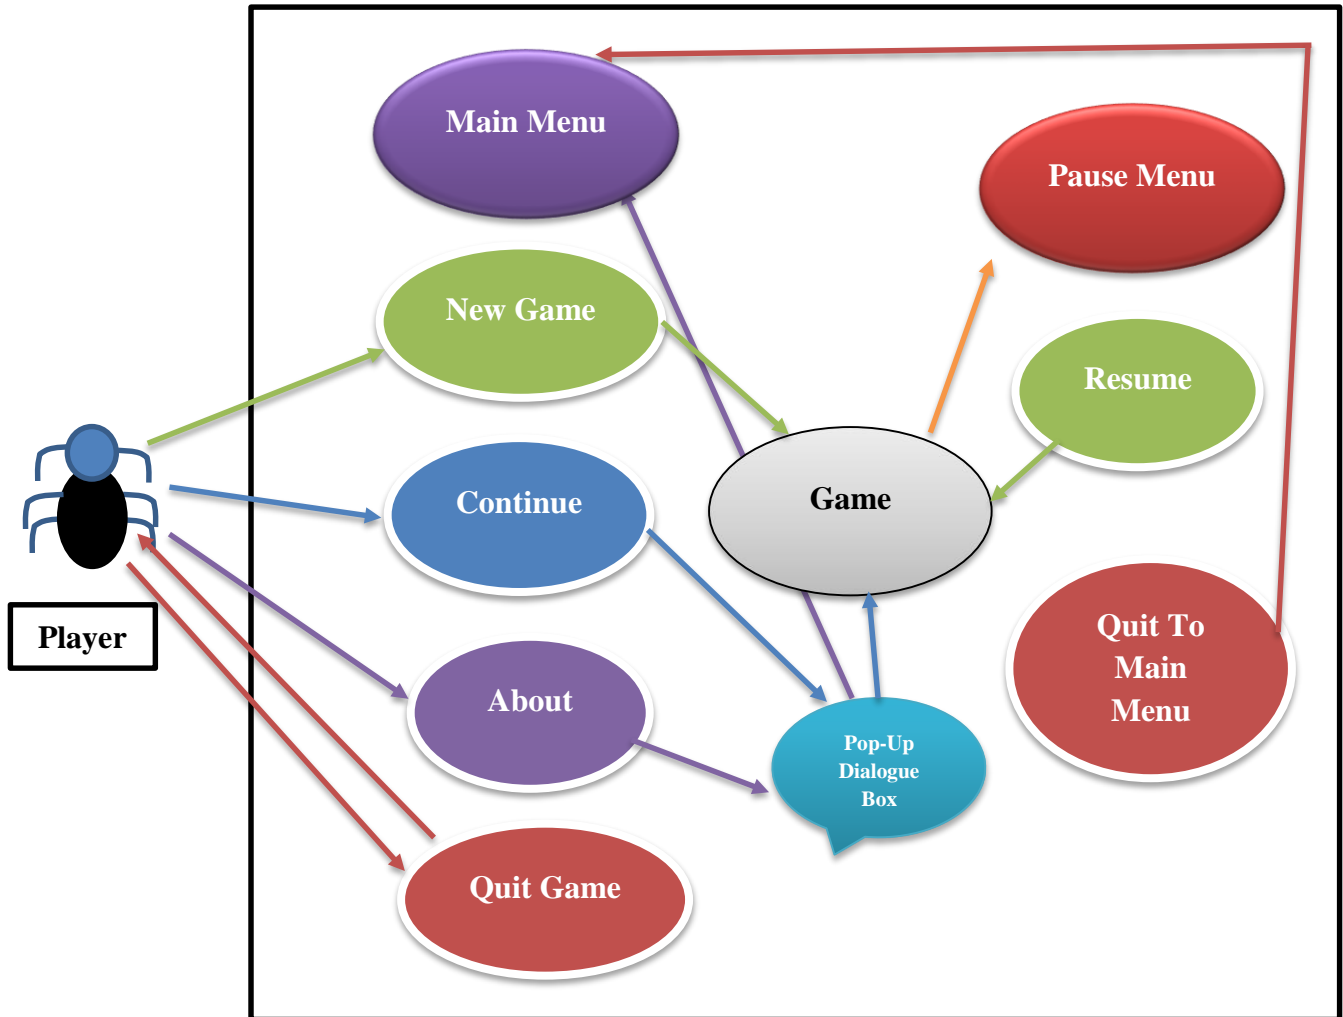 Main Menu
Pause Menu
New Game
Resume
Continue
Game
Player
Quit To
Main
Menu
About
Pop-Up
Dialogue
Box
Quit Game